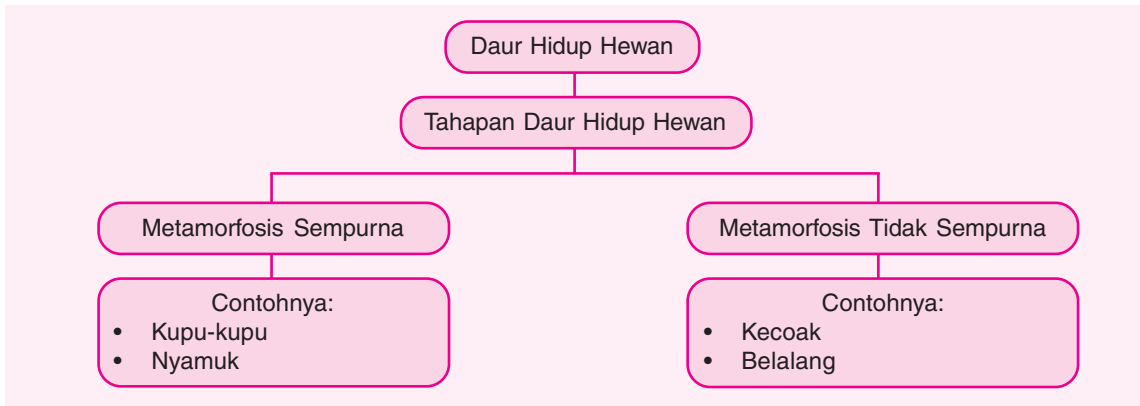 Daur Hidup Hewan
Tahapan Daur Hidup Hewan
Metamorfosis Sempurna
Metamorfosis Tidak Sempurna
Contohnya:
• Kupu-kupu
• Nyamuk
Contohnya:
• Kecoak
• Belalang